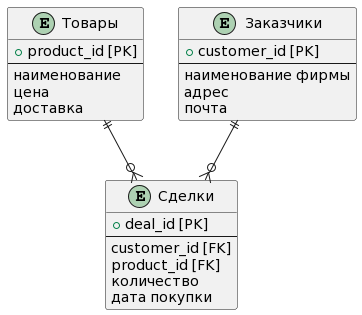 E Товары
+ product_id [PK]
наименование
цена
доставка
E Заказчики
+ customer_id [PK]
наименование фирмы
адрес
почта
E Сделки
+ deal_id [PK]
customer_id [FK]
product_id [FK]
количество
дата покупки